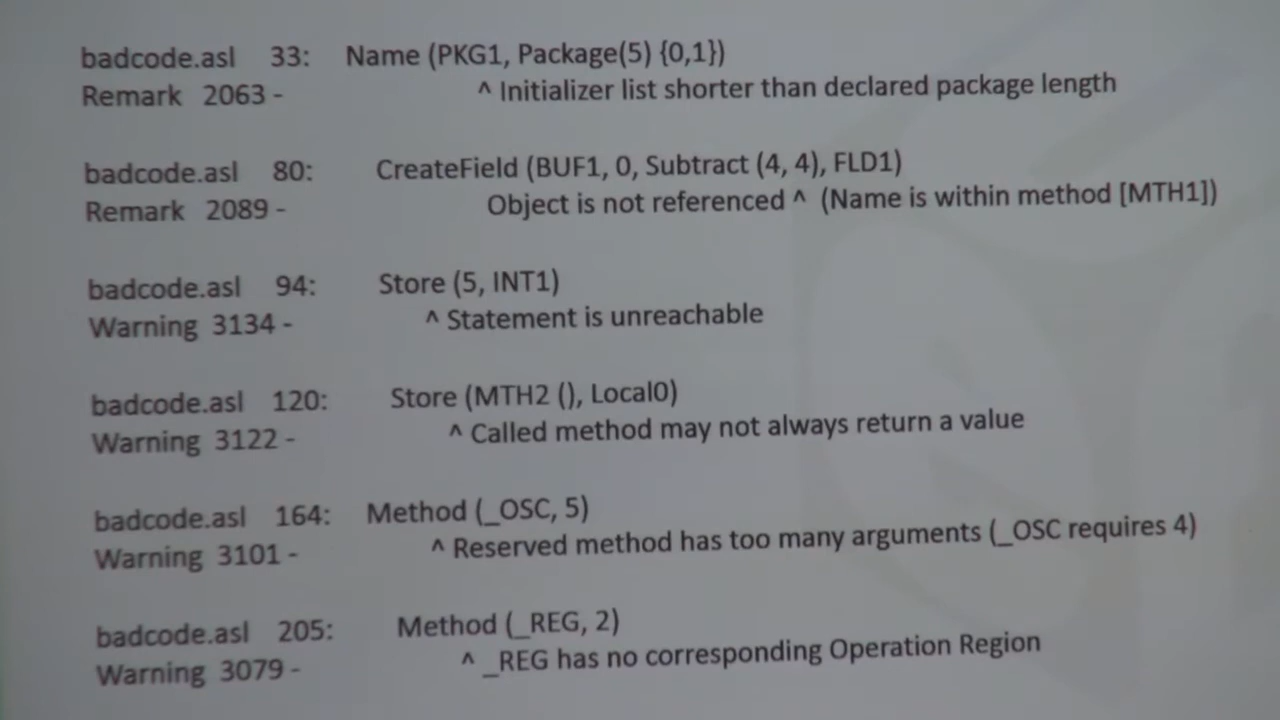 badcode.asl 33: Name (PKG1, Package(5) {0,1})
Remark 2063 - ^ Initializer list shorter than declared package length
badcode.asl 80: CreateField (BUF1, 0, Subtract (4, 4), FLD1)
Remark 2089 - Object is not referenced ^ (Name is within method [MTH1])
badcode.asl 94: Store (5, INT1)
Warning 3134 - ^ Statement is unreachable
badcode.asl 120: Store (MTH2 (), Local0)
Warning 3122 - ^ Called method may not always return a value
badcode.asl 164: Method (_OSC, 5)
Warning 3101 - ^ Reserved method has too many arguments (_OSC requires 4)
badcode.asl 205: Method (_REG, 2)
Warning 3079 - ^ _REG has no corresponding Operation Region